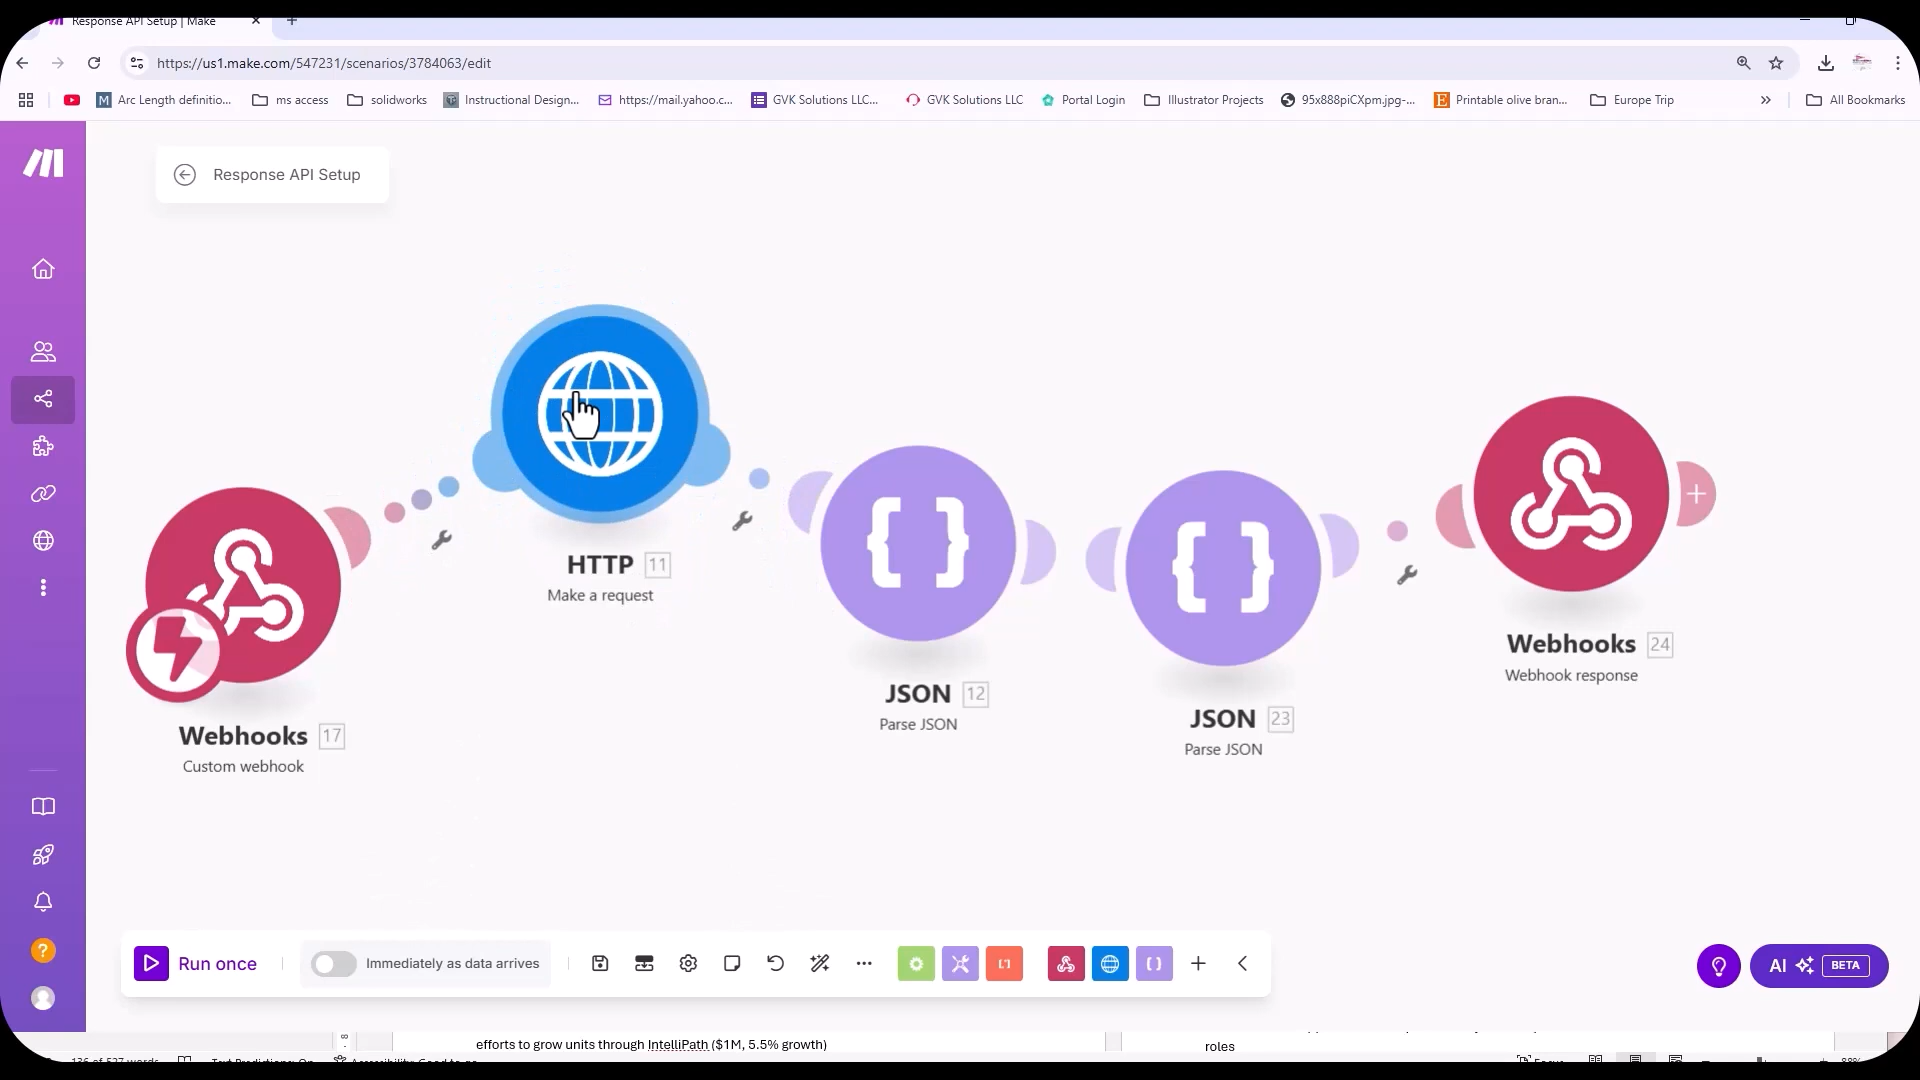 Response API Setup | Make
https://us1.make.com/547231/scenarios/3784063/edit
Arc Length definitio...
ms access
solidworks
Instructional Design...
https://mail.yahoo.c...
GVK Solutions LLC...
GVK Solutions LLC
Portal Login
Illustrator Projects
95x888piCXpm.jpg-...
Printable olive bran...
Europe Trip
All Bookmarks
Response API Setup
HTTP 11
Make a request
Webhooks 24
Webhook response
JSON 12
Parse JSON
JSON 23
Parse JSON
Webhooks 17
Custom webhook
Run once
Immediately as data arrives
AI BETA
efforts to grow units through IntelliPath ($1M, 5.5% growth)
roles